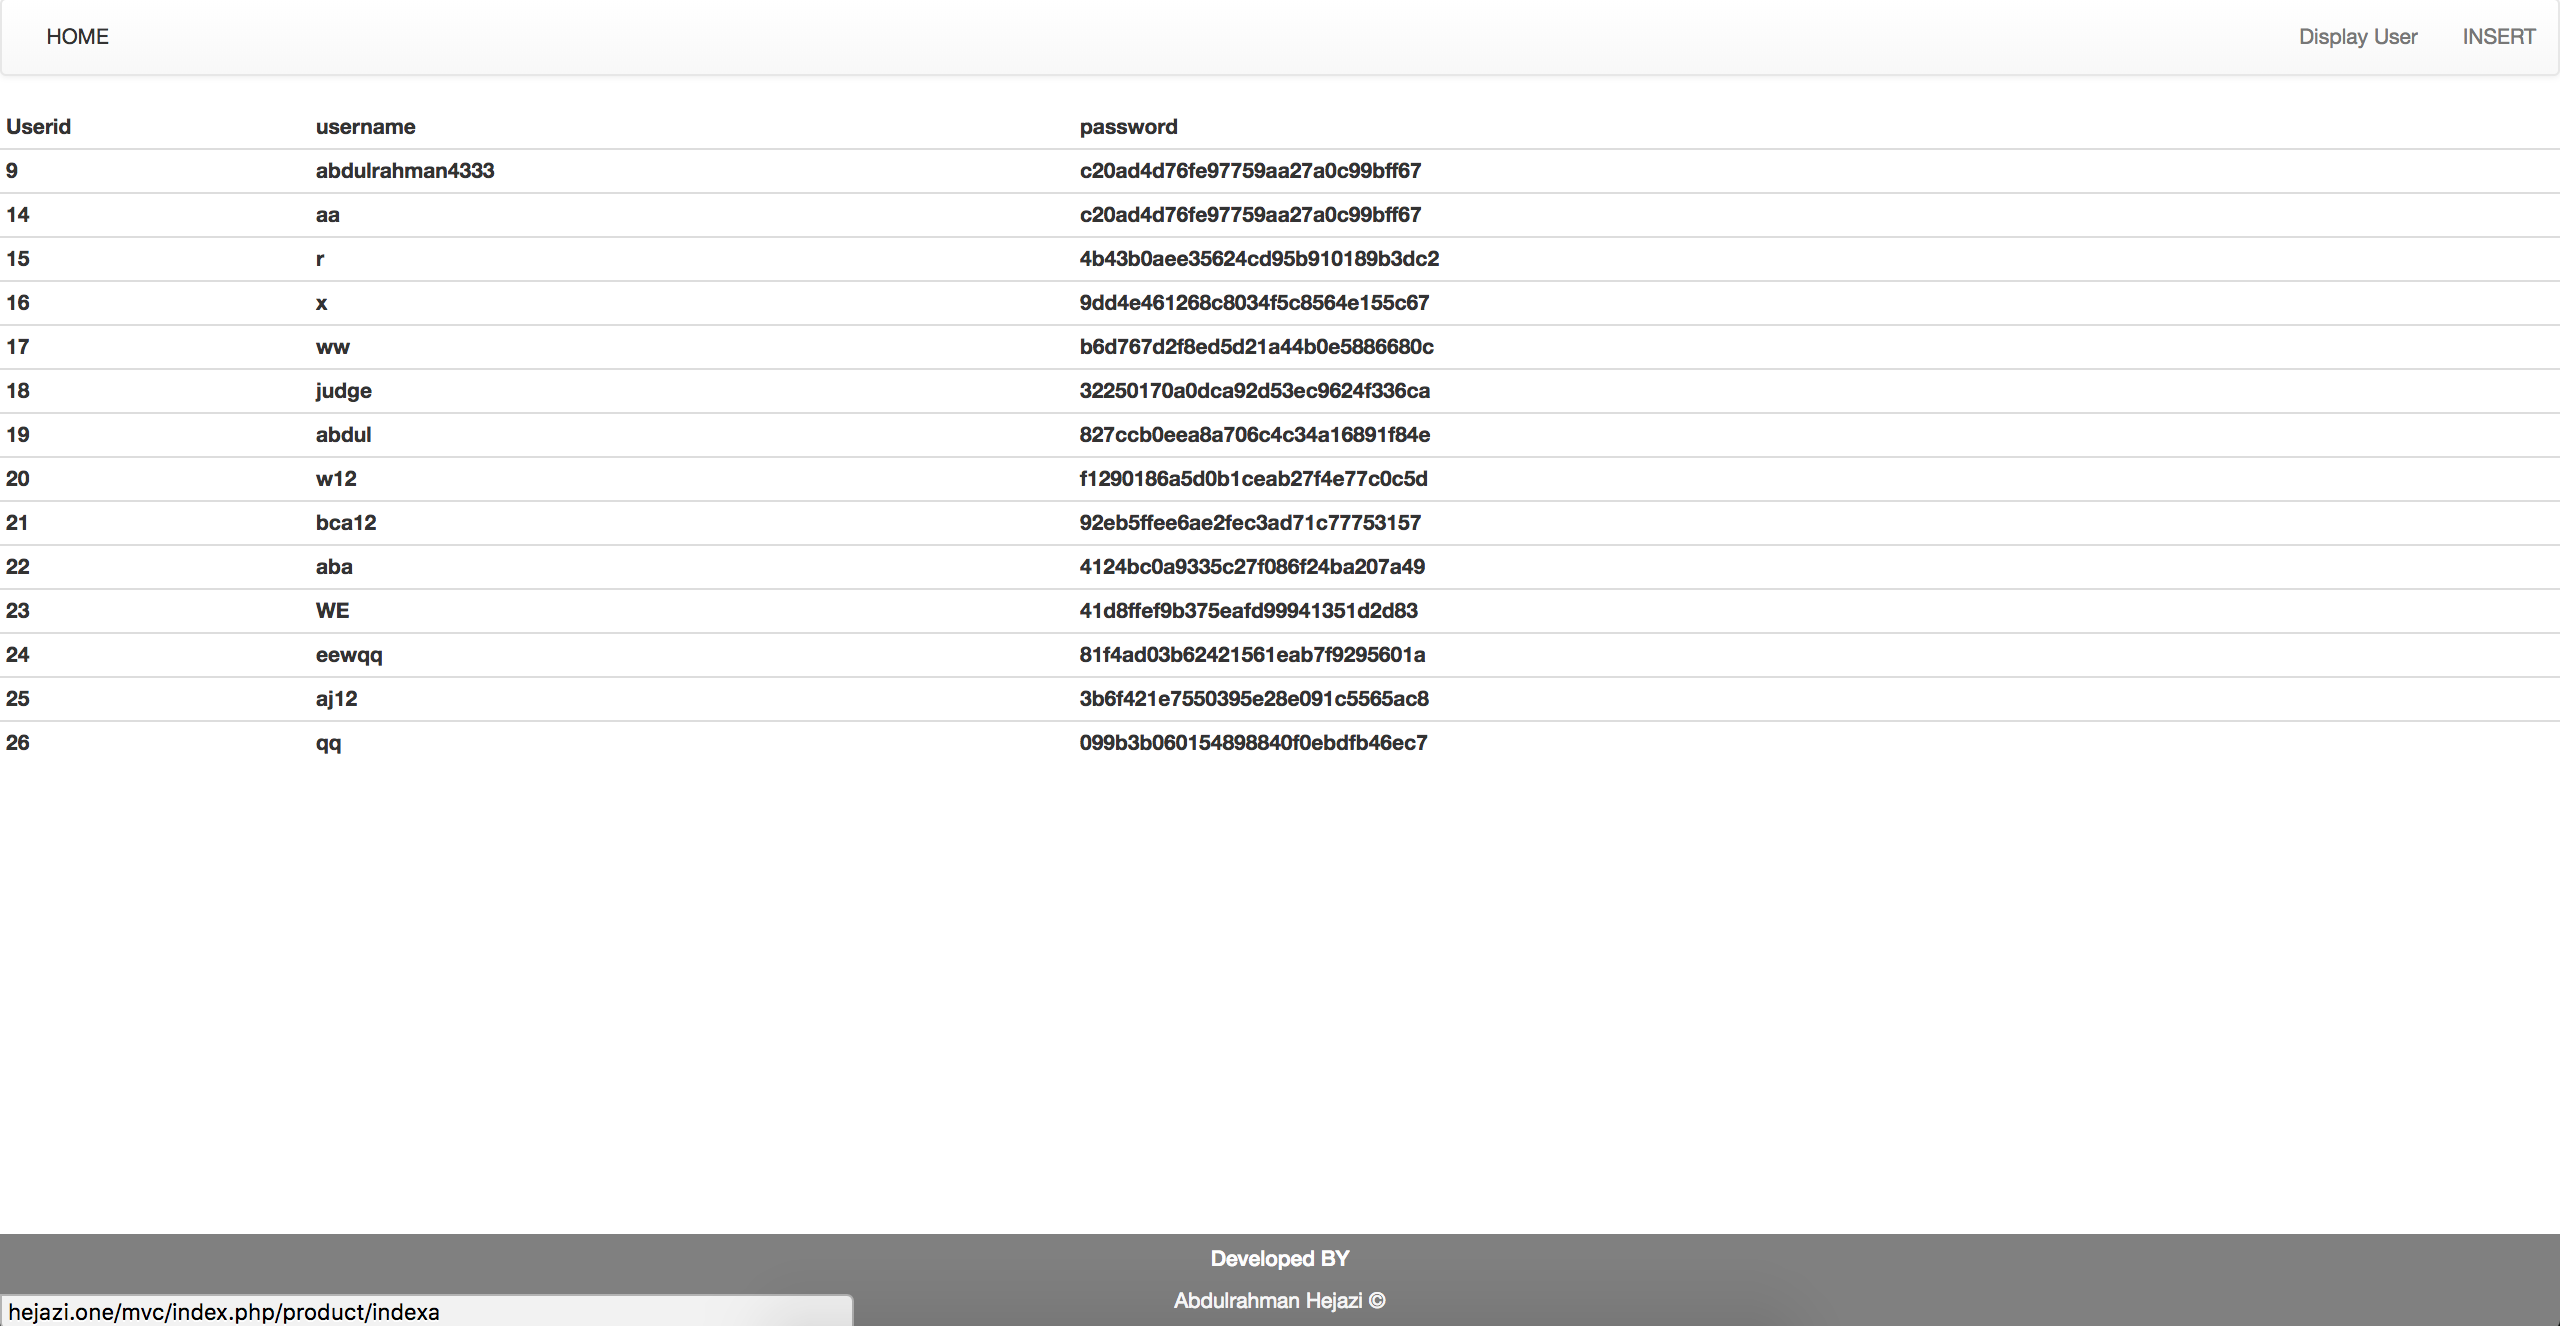 HOME Display User INSERT
Userid username password
9 abdulrahman4333 c20ad4d76fe97759aa27a0c99bff67
14 aa c20ad4d76fe97759aa27a0c99bff67
15 r 4b43b0aee35624cd95b910189b3dc2
16 x 9dd4e461268c8034f5c8564e155c67
17 ww b6d767d2f8ed5d21a44b0e5886680c
18 judge 32250170a0dca92d53ec9624f336ca
19 abdul 827ccb0eea8a706c4c34a16891f84e
20 w12 f1290186a5d0b1ceab27f4e77c0c5d
21 bca12 92eb5ffee6ae2fec3ad71c77753157
22 aba 4124bc0a9335c27f086f24ba207a49
23 WE 41d8ffef9b375eafd99941351d2d83
24 eewqq 81f4ad03b62421561eab7f9295601a
25 aj12 3b6f421e7550395e28e091c5565ac8
26 qq 099b3b060154898840f0ebdfb46ec7
Developed BY
Abdulrahman Hejazi ©
hejazi.one/mvc/index.php/product/indexa